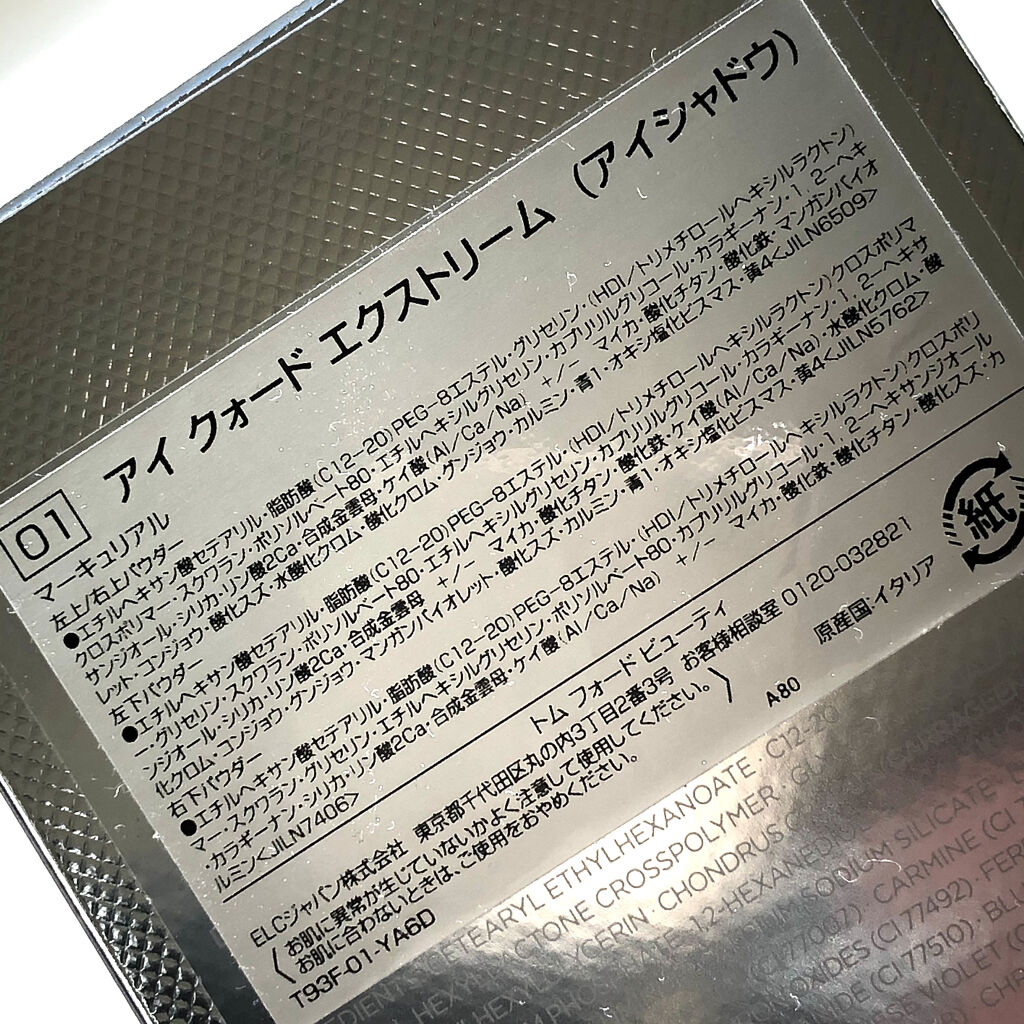 01
アイ クォード エクストリーム (アイシャドウ)
マーキュリアル
左上/右上パウダー
●エチルヘキサン酸セテアリル・脂肪酸(C12-20)PEG-8エステル・グリセリン・(HDI/トリメチロールヘキシルラクトン)
クロスポリマー・スクワラン・ポリソルベート80・エチルヘキシルグリセリン・カプリリルグリコール・カラギーナン・1,2-ヘキ
サンジオール・シリカ・リン酸2Ca・合成金雲母・ケイ酸(Al/Ca/Na) +/- マイカ・酸化チタン・酸化鉄・マンガンバイオ
レット・コンジョウ・酸化スズ・水酸化クロム・酸化クロム・グンジョウ・カルミン・青1・オキシ塩化ビスマス・黄4<JILN6509>
左下パウダー
●エチルヘキサン酸セテアリル・脂肪酸(C12-20)PEG-8エステル・(HDI/トリメチロールヘキシルラクトン)クロスポリマ
ー・グリセリン・スクワラン・ポリソルベート80・エチルヘキシルグリセリン・カプリリルグリコール・カラギーナン・1,2-ヘキサ
ンジオール・シリカ・リン酸2Ca・合成金雲母 +/- マイカ・酸化チタン・酸化鉄・ケイ酸(Al/Ca/Na)・水酸化クロム・酸
化クロム・コンジョウ・グンジョウ・マンガンバイオレット・酸化スズ・カルミン・青1・オキシ塩化ビスマス・黄4<JILN5762>
右下パウダー
●エチルヘキサン酸セテアリル・脂肪酸(C12-20)PEG-8エステル・(HDI/トリメチロールヘキシルラクトン)クロスポリ
マー・スクワラン・グリセリン・エチルヘキシルグリセリン・ポリソルベート80・カプリリルグリコール・1,2-ヘキサンジオール
・カラギーナン・シリカ・リン酸2Ca・合成金雲母・ケイ酸(Al/Ca/Na) +/- マイカ・酸化チタン・酸化スズ・カ
ルミン<JILN7406>
トム フォード ビューティ
ELCジャパン株式会社 東京都千代田区丸の内3丁目2番3号 お客様相談室 0120-032821
お肌に異常が生じていないかよく注意して使用してください。
お肌に合わないときは、ご使用をおやめください。
T93F-01-YA6D
A80
原産国:イタリア
紙
CETEARYL ETHYLHEXANOATE · C12-20
CROSSPOLYMER
CHONDRUS
1,2-HEXANE
SODIUM SILICATE
(CI 77007) · CARMINE (CI
OXIDES (CI 77492) · FER
(CI 77510) · BLU
SE VIOLET (CI